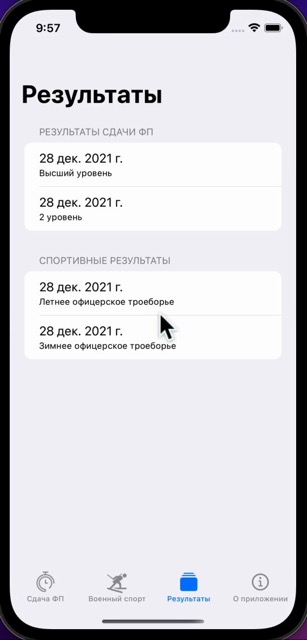 9:57
Результаты
РЕЗУЛЬТАТЫ СДАЧИ ФП
28 дек. 2021 г.
Высший уровень
28 дек. 2021 г.
2 уровень
СПОРТИВНЫЕ РЕЗУЛЬТАТЫ
28 дек. 2021 г.
Летнее офицерское троеборье
28 дек. 2021 г.
Зимнее офицерское троеборье
Сдача ФП
Военный спорт
Результаты
О приложении